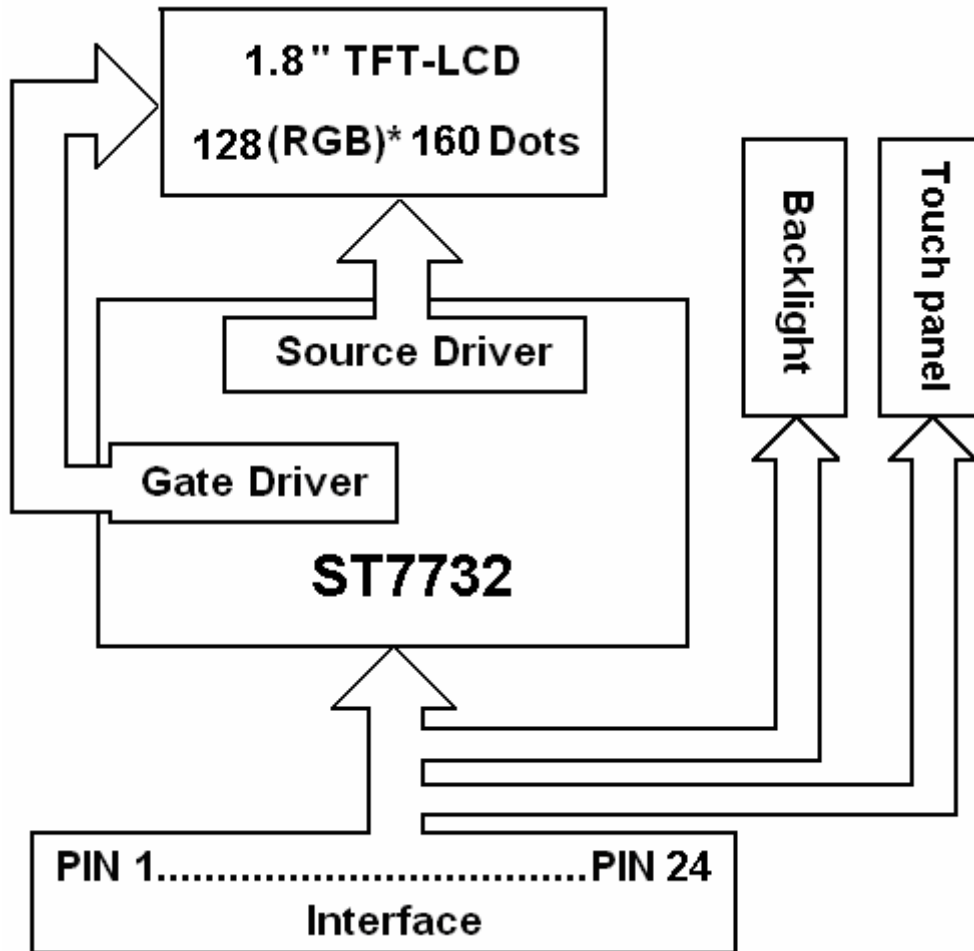 1.8" TFT-LCD
128(RGB)*160 Dots
Backlight
Touch panel
Source Driver
Gate Driver
ST7732
PIN 1.......................................PIN 24
Interface